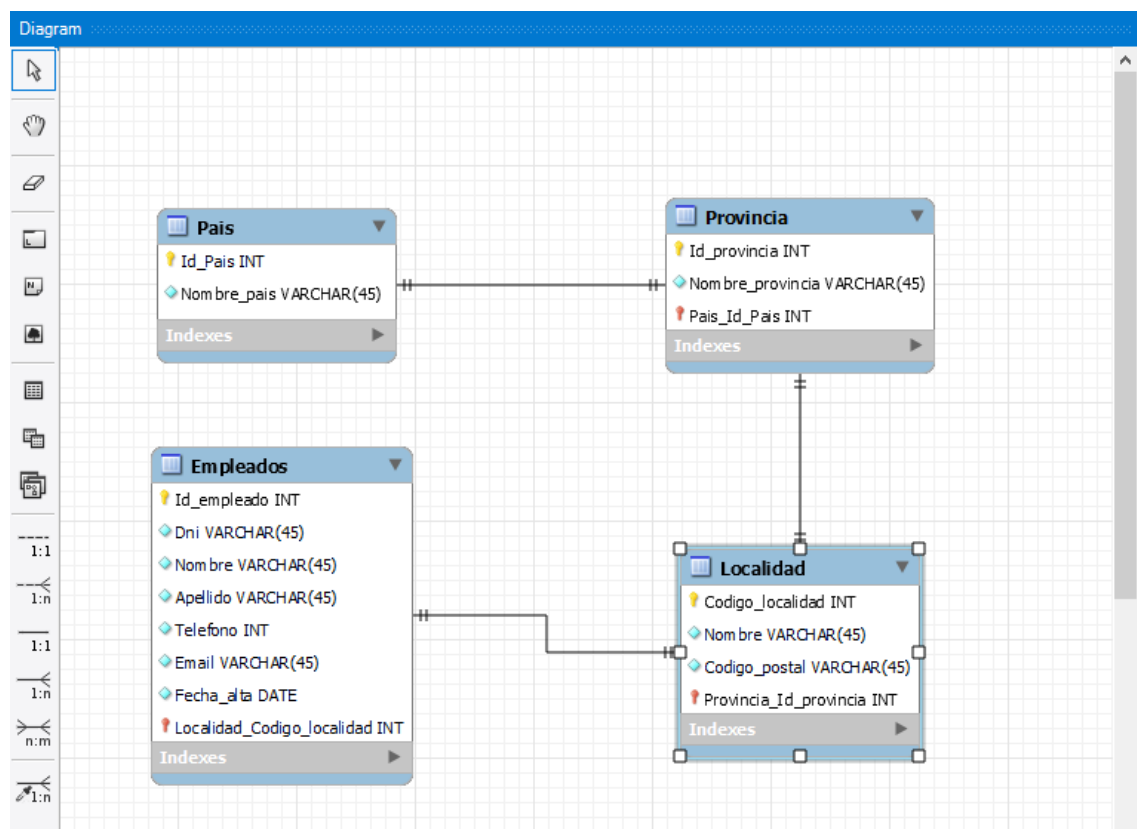 Diagram
Pais
Id_Pais INT
Nombre_pais VARCHAR(45)
Indexes
Provincia
Id_provincia INT
Nombre_provincia VARCHAR(45)
Pais_Id_Pais INT
Indexes
Empleados
Id_empleado INT
Dni VARCHAR(45)
Nombre VARCHAR(45)
Apellido VARCHAR(45)
Telefono INT
Email VARCHAR(45)
Fecha_alta DATE
Localidad_Codigo_localidad INT
Indexes
Localidad
Codigo_localidad INT
Nombre VARCHAR(45)
Codigo_postal VARCHAR(45)
Provincia_Id_provincia INT
Indexes
1:1
1:n
1:1
1:n
n:m
1:n